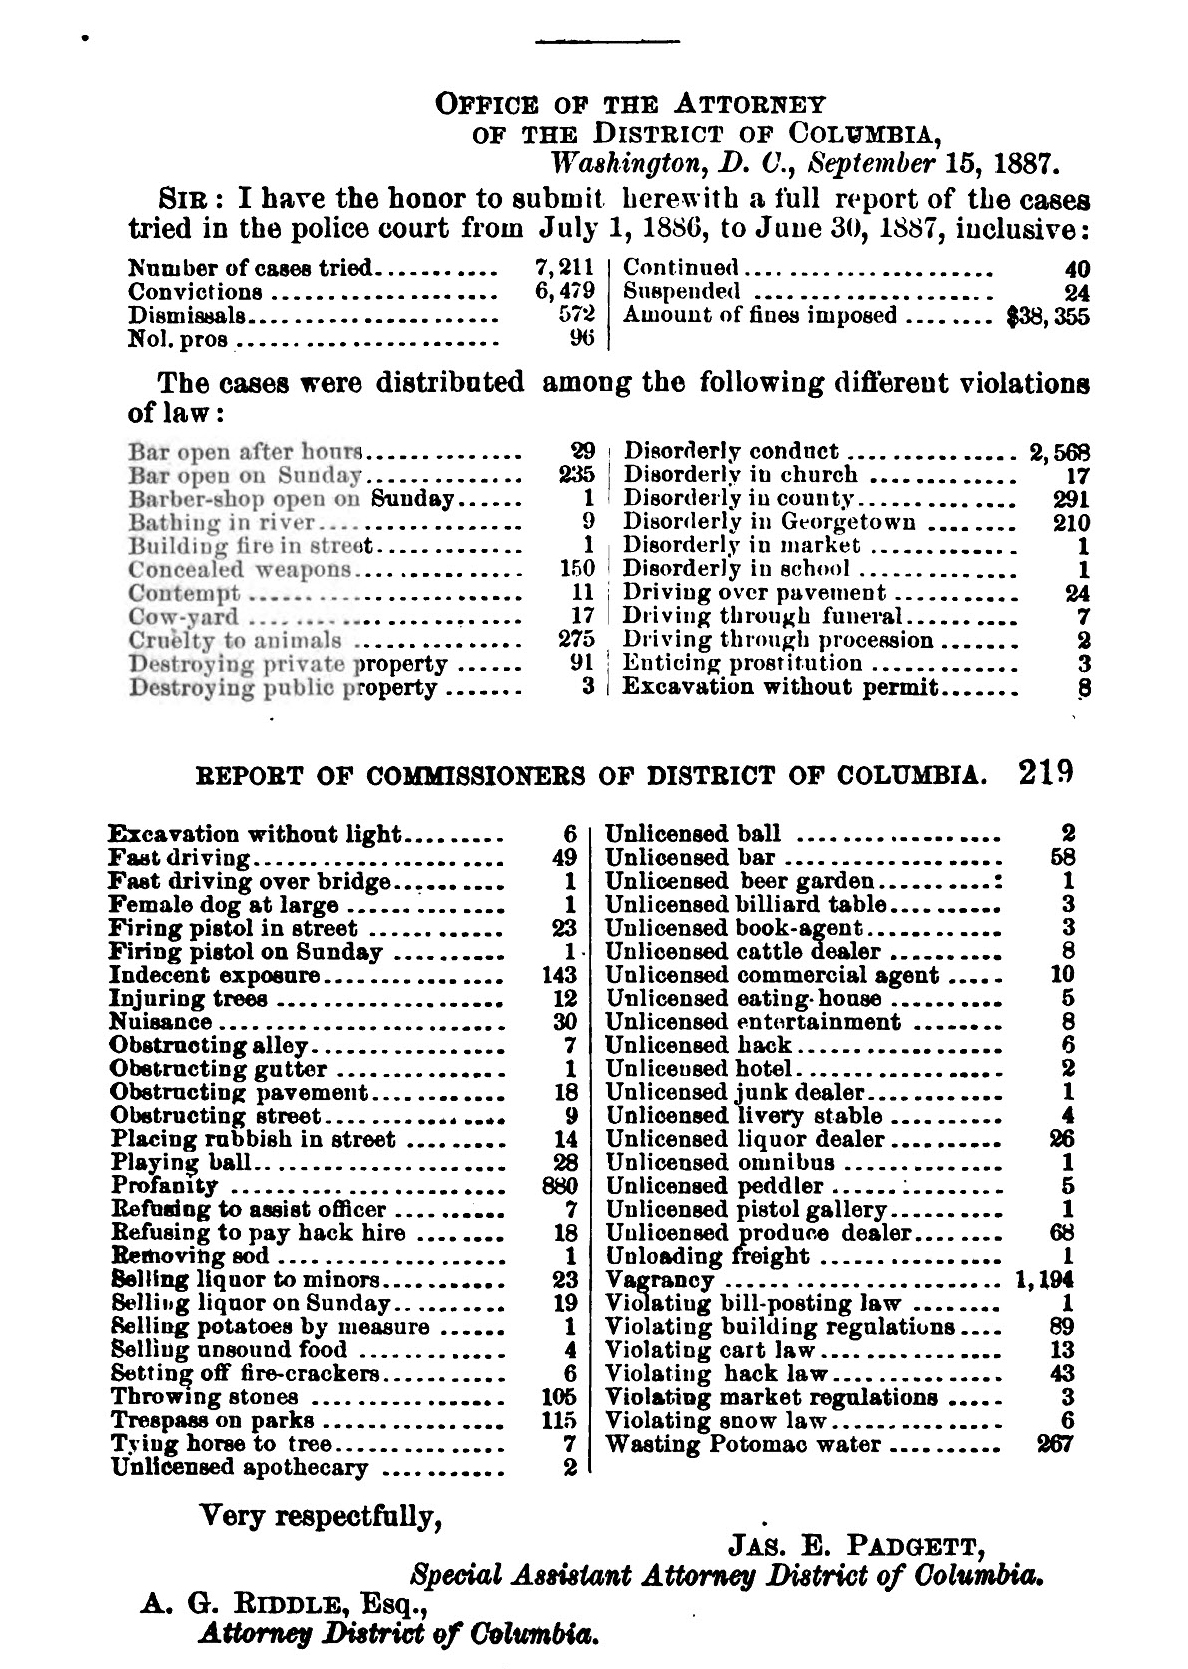 OFFICE OF THE ATTORNEY
OF THE DISTRICT OF COLUMBIA,
Washington, D. C., September 15, 1887.
SIR: I have the honor to submit herewith a full report of the cases
tried in the police court from July 1, 1886, to June 30, 1887, inclusive:
Number of cases tried........... 7,211
Convictions .................... 6,479
Dismissals...................... 572
Nol. pros ....................... 96
Continued...................... 40
Suspended ..................... 24
Amount of fines imposed ........ $38,355
The cases were distributed among the following different violations
of law:
Bar open after hours.............. 29
Bar open on Sunday.............. 235
Barber-shop open on Sunday...... 1
Bathing in river.................. 9
Building fire in street............. 1
Concealed weapons............... 150
Contempt ........................ 11
Cow-yard ........................ 17
Cruelty to animals ............... 275
Destroying private property ...... 91
Destroying public property ....... 3
Disorderly conduct ............... 2,568
Disorderly in church ............. 17
Disorderly in county.............. 291
Disorderly in Georgetown ........ 210
Disorderly in market ............. 1
Disorderly in school .............. 1
Driving over pavement ........... 24
Driving through funeral.......... 7
Driving through procession ....... 2
Enticing prostitution ............. 3
Excavation without permit....... 8
REPORT OF COMMISSIONERS OF DISTRICT OF COLUMBIA. 219
Excavation without light......... 6
Fast driving...................... 49
Fast driving over bridge.......... 1
Female dog at large .............. 1
Firing pistol in street ............ 23
Firing pistol on Sunday .......... 1
Indecent exposure................ 143
Injuring trees .................... 12
Nuisance......................... 30
Obstructing alley................. 7
Obstructing gutter ............... 1
Obstructing pavement............ 18
Obstructing street................ 9
Placing rubbish in street ......... 14
Playing ball...................... 28
Profanity ........................ 880
Refusing to assist officer .......... 7
Refusing to pay hack hire ........ 18
Removing sod .................... 1
Selling liquor to minors........... 23
Selling liquor on Sunday.......... 19
Selling potatoes by measure ...... 1
Selling unsound food ............. 4
Setting off fire-crackers........... 6
Throwing stones ................. 105
Trespass on parks ................ 115
Tying horse to tree............... 7
Unlicensed apothecary ........... 2
Unlicensed ball .................. 2
Unlicensed bar ................... 58
Unlicensed beer garden........... 1
Unlicensed billiard table.......... 3
Unlicensed book-agent............ 3
Unlicensed cattle dealer .......... 8
Unlicensed commercial agent ..... 10
Unlicensed eating-house .......... 5
Unlicensed entertainment ........ 8
Unlicensed hack.................. 6
Unlicensed hotel.................. 2
Unlicensed junk dealer............ 1
Unlicensed livery stable .......... 4
Unlicensed liquor dealer .......... 26
Unlicensed omnibus .............. 1
Unlicensed peddler ............... 5
Unlicensed pistol gallery.......... 1
Unlicensed produce dealer........ 68
Unloading freight ................ 1
Vagrancy ........................ 1,194
Violating bill-posting law ........ 1
Violating building regulations.... 89
Violating cart law................ 13
Violating hack law............... 43
Violating market regulations ..... 3
Violating snow law............... 6
Wasting Potomac water .......... 267
Very respectfully,
JAS. E. PADGETT,
Special Assistant Attorney District of Columbia.
A. G. RIDDLE, Esq.,
Attorney District of Columbia.